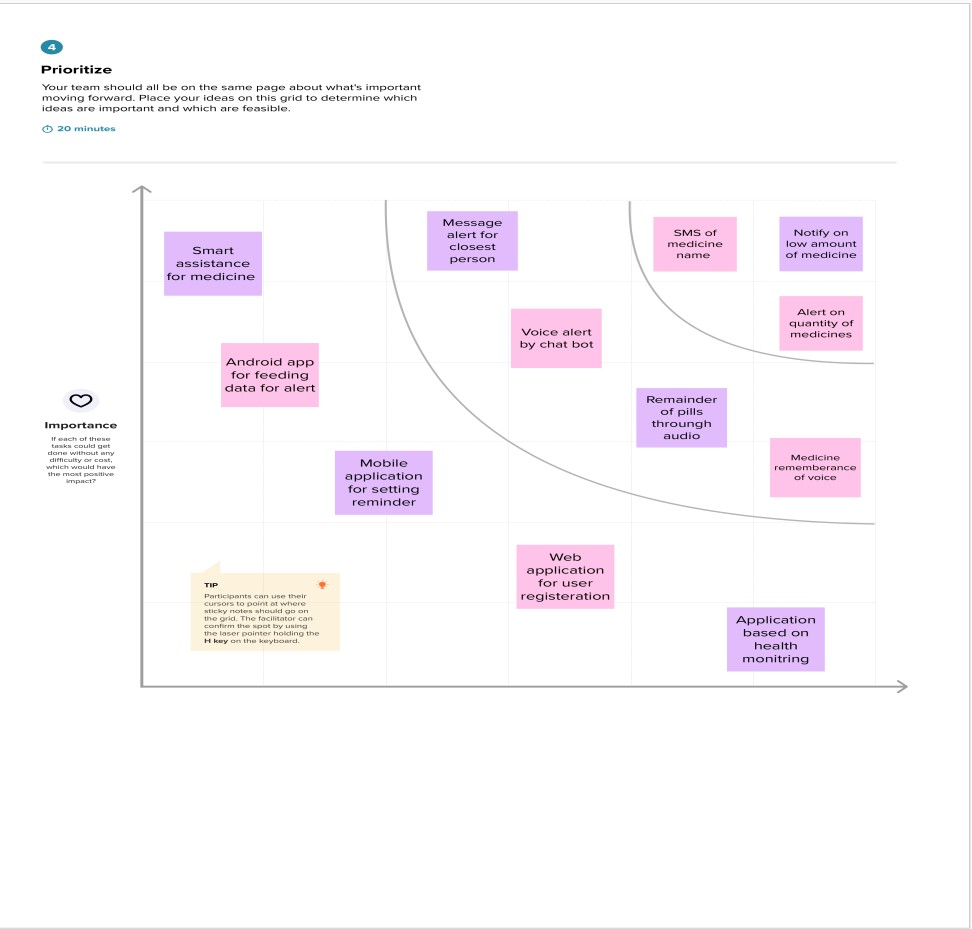 4
Prioritize
Your team should all be on the same page about what's important
moving forward. Place your ideas on this grid to determine which
ideas are important and which are feasible.
20 minutes
Smart
assistance
for medicine
Message
alert for
closest
person
SMS of
medicine
name
Notify on
low amount
of medicine
Alert on
quantity of
medicines
Voice alert
by chat bot
Android app
for feeding
data for alert
Remainder
of pills
throungh
audio
Importance
If each of these
tasks could get
done without any
difficulty or cost,
which would have
the most positive
impact?
Mobile
application
for setting
reminder
Medicine
rememberance
of voice
Web
application
for user
registeration
TIP
Participants can use their
cursors to point at where
sticky notes should go on
the grid. The facilitator can
confirm the spot by using
the laser pointer holding the
H key on the keyboard.
Application
based on
health
monitring